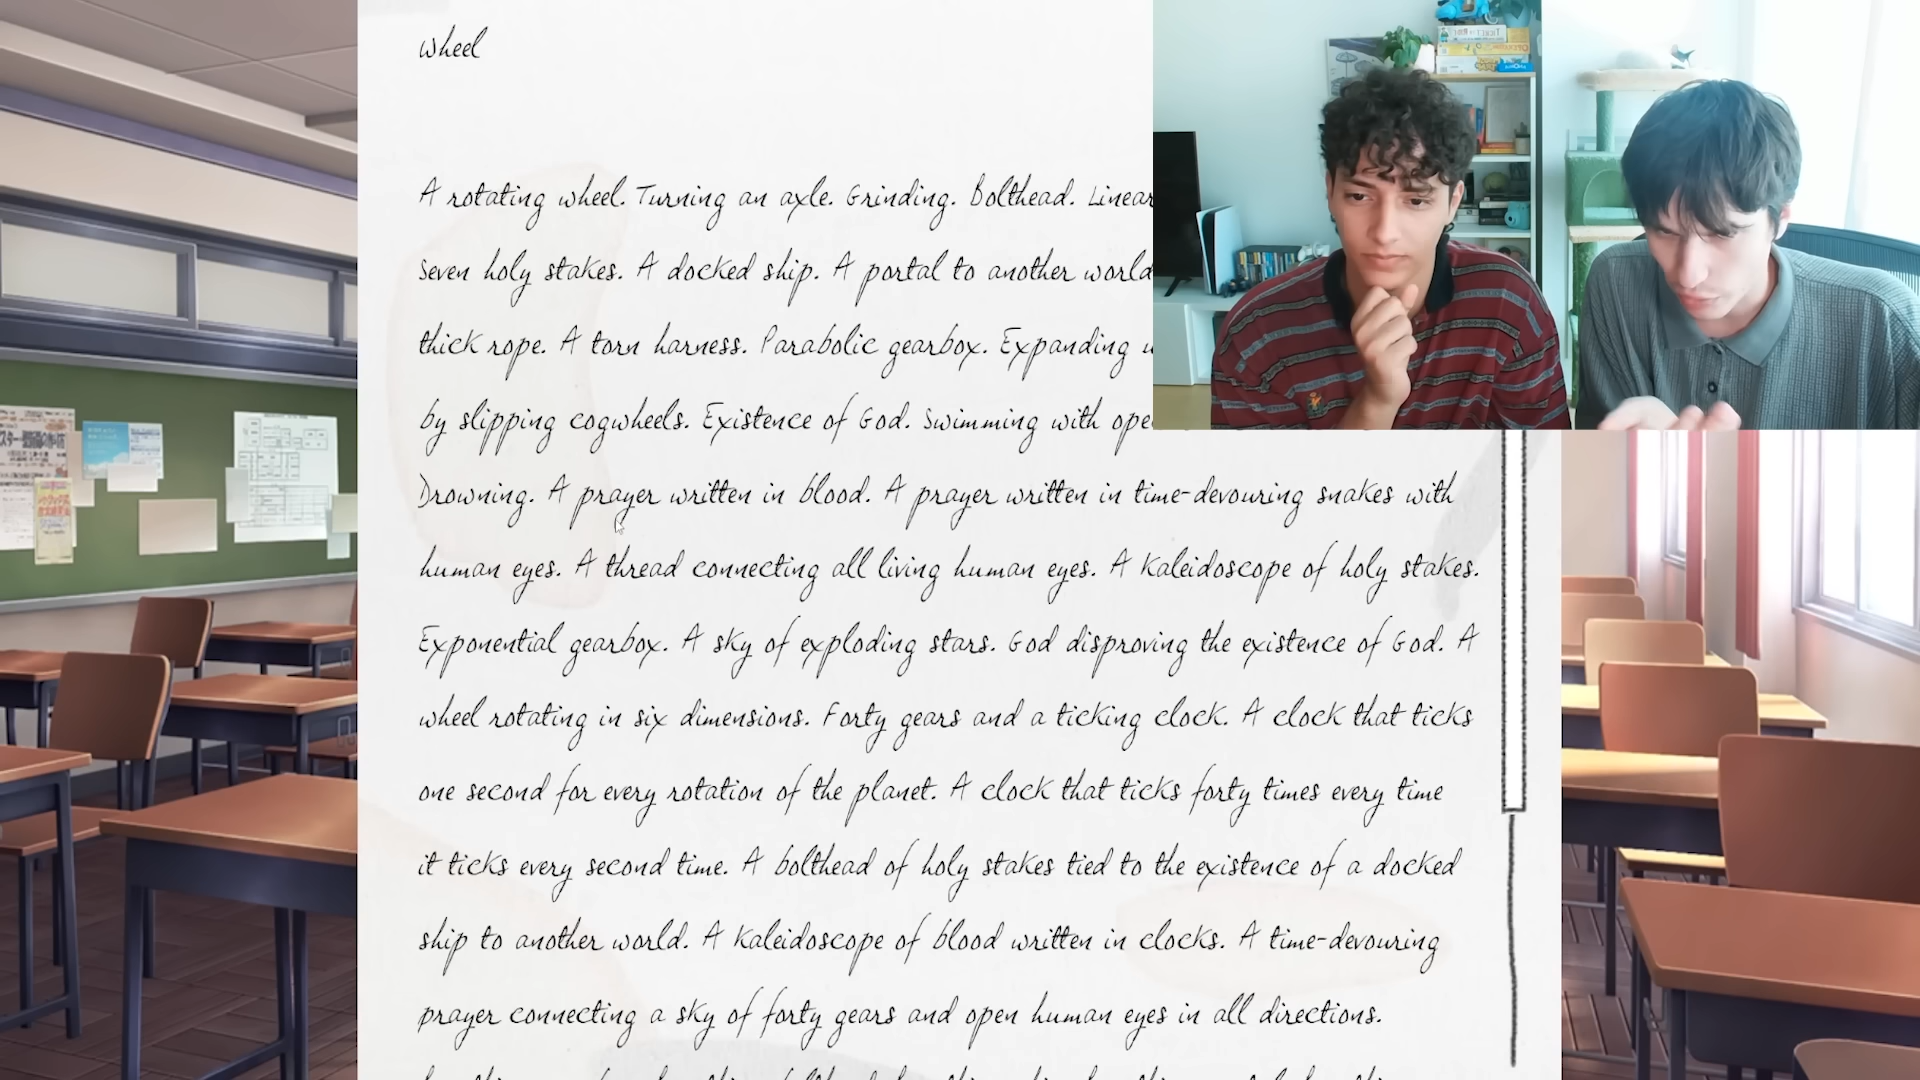 wheel
A rotating wheel. Turning an axle. Grinding. Bolthead. Linear
Seven holy stakes. A docked ship. A portal to another world
thick rope. A torn harness. Parabolic gearbox. Expanding
by slipping cogwheels. Existence of God. Swimming with ope
Drowning. A prayer written in blood. A prayer written in time-devouring snakes with
human eyes. A thread connecting all living human eyes. A kaleidoscope of holy stakes.
Exponential gearbox. A sky of exploding stars. God disproving the existence of God. A
wheel rotating in six dimensions. Forty gears and a ticking clock. A clock that ticks
one second for every rotation of the planet. A clock that ticks forty times every time
it ticks every second time. A bolthead of holy stakes tied to the existence of a docked
ship to another world. A kaleidoscope of blood written in clocks. A time-devouring
prayer connecting a sky of forty gears and open human eyes in all directions.